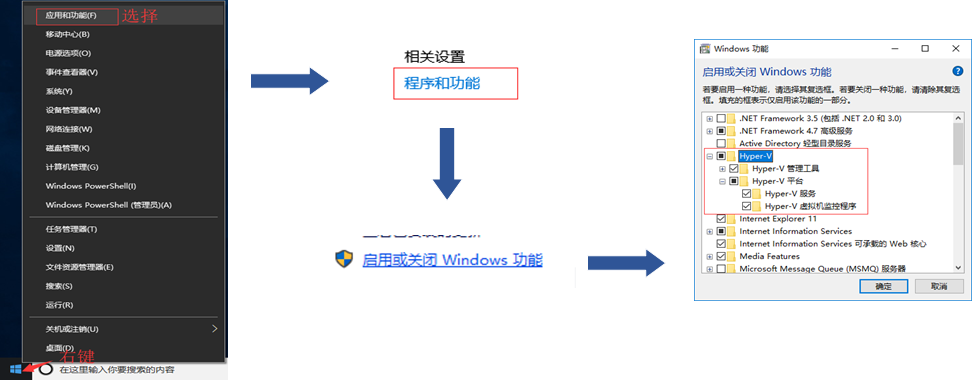 应用和功能(F)
选择
移动中心(B)
电源选项(O)
事件查看器(V)
系统(Y)
设备管理器(M)
网络连接(W)
磁盘管理(K)
计算机管理(G)
Windows PowerShell(I)
Windows PowerShell (管理员)(A)
任务管理器(T)
设置(N)
文件资源管理器(E)
搜索(S)
运行(R)
关机或注销(U)
桌面(D)
右键
在这里输入你要搜索的内容
相关设置
程序和功能
启用或关闭 Windows 功能
Windows 功能
启用或关闭 Windows 功能
若要启用一种功能，请选择其复选框。若要关闭一种功能，请清除其复选
框。填充的框表示仅启用该功能的一部分。
.NET Framework 3.5 (包括 .NET 2.0 和 3.0)
.NET Framework 4.7 高级服务
Active Directory 轻型目录服务
Hyper-V
Hyper-V 管理工具
Hyper-V 平台
Hyper-V 服务
Hyper-V 虚拟机监控程序
Internet Explorer 11
Internet Information Services
Internet Information Services 可承载的 Web 核心
Media Features
Microsoft Message Queue (MSMQ) 服务器
确定
取消